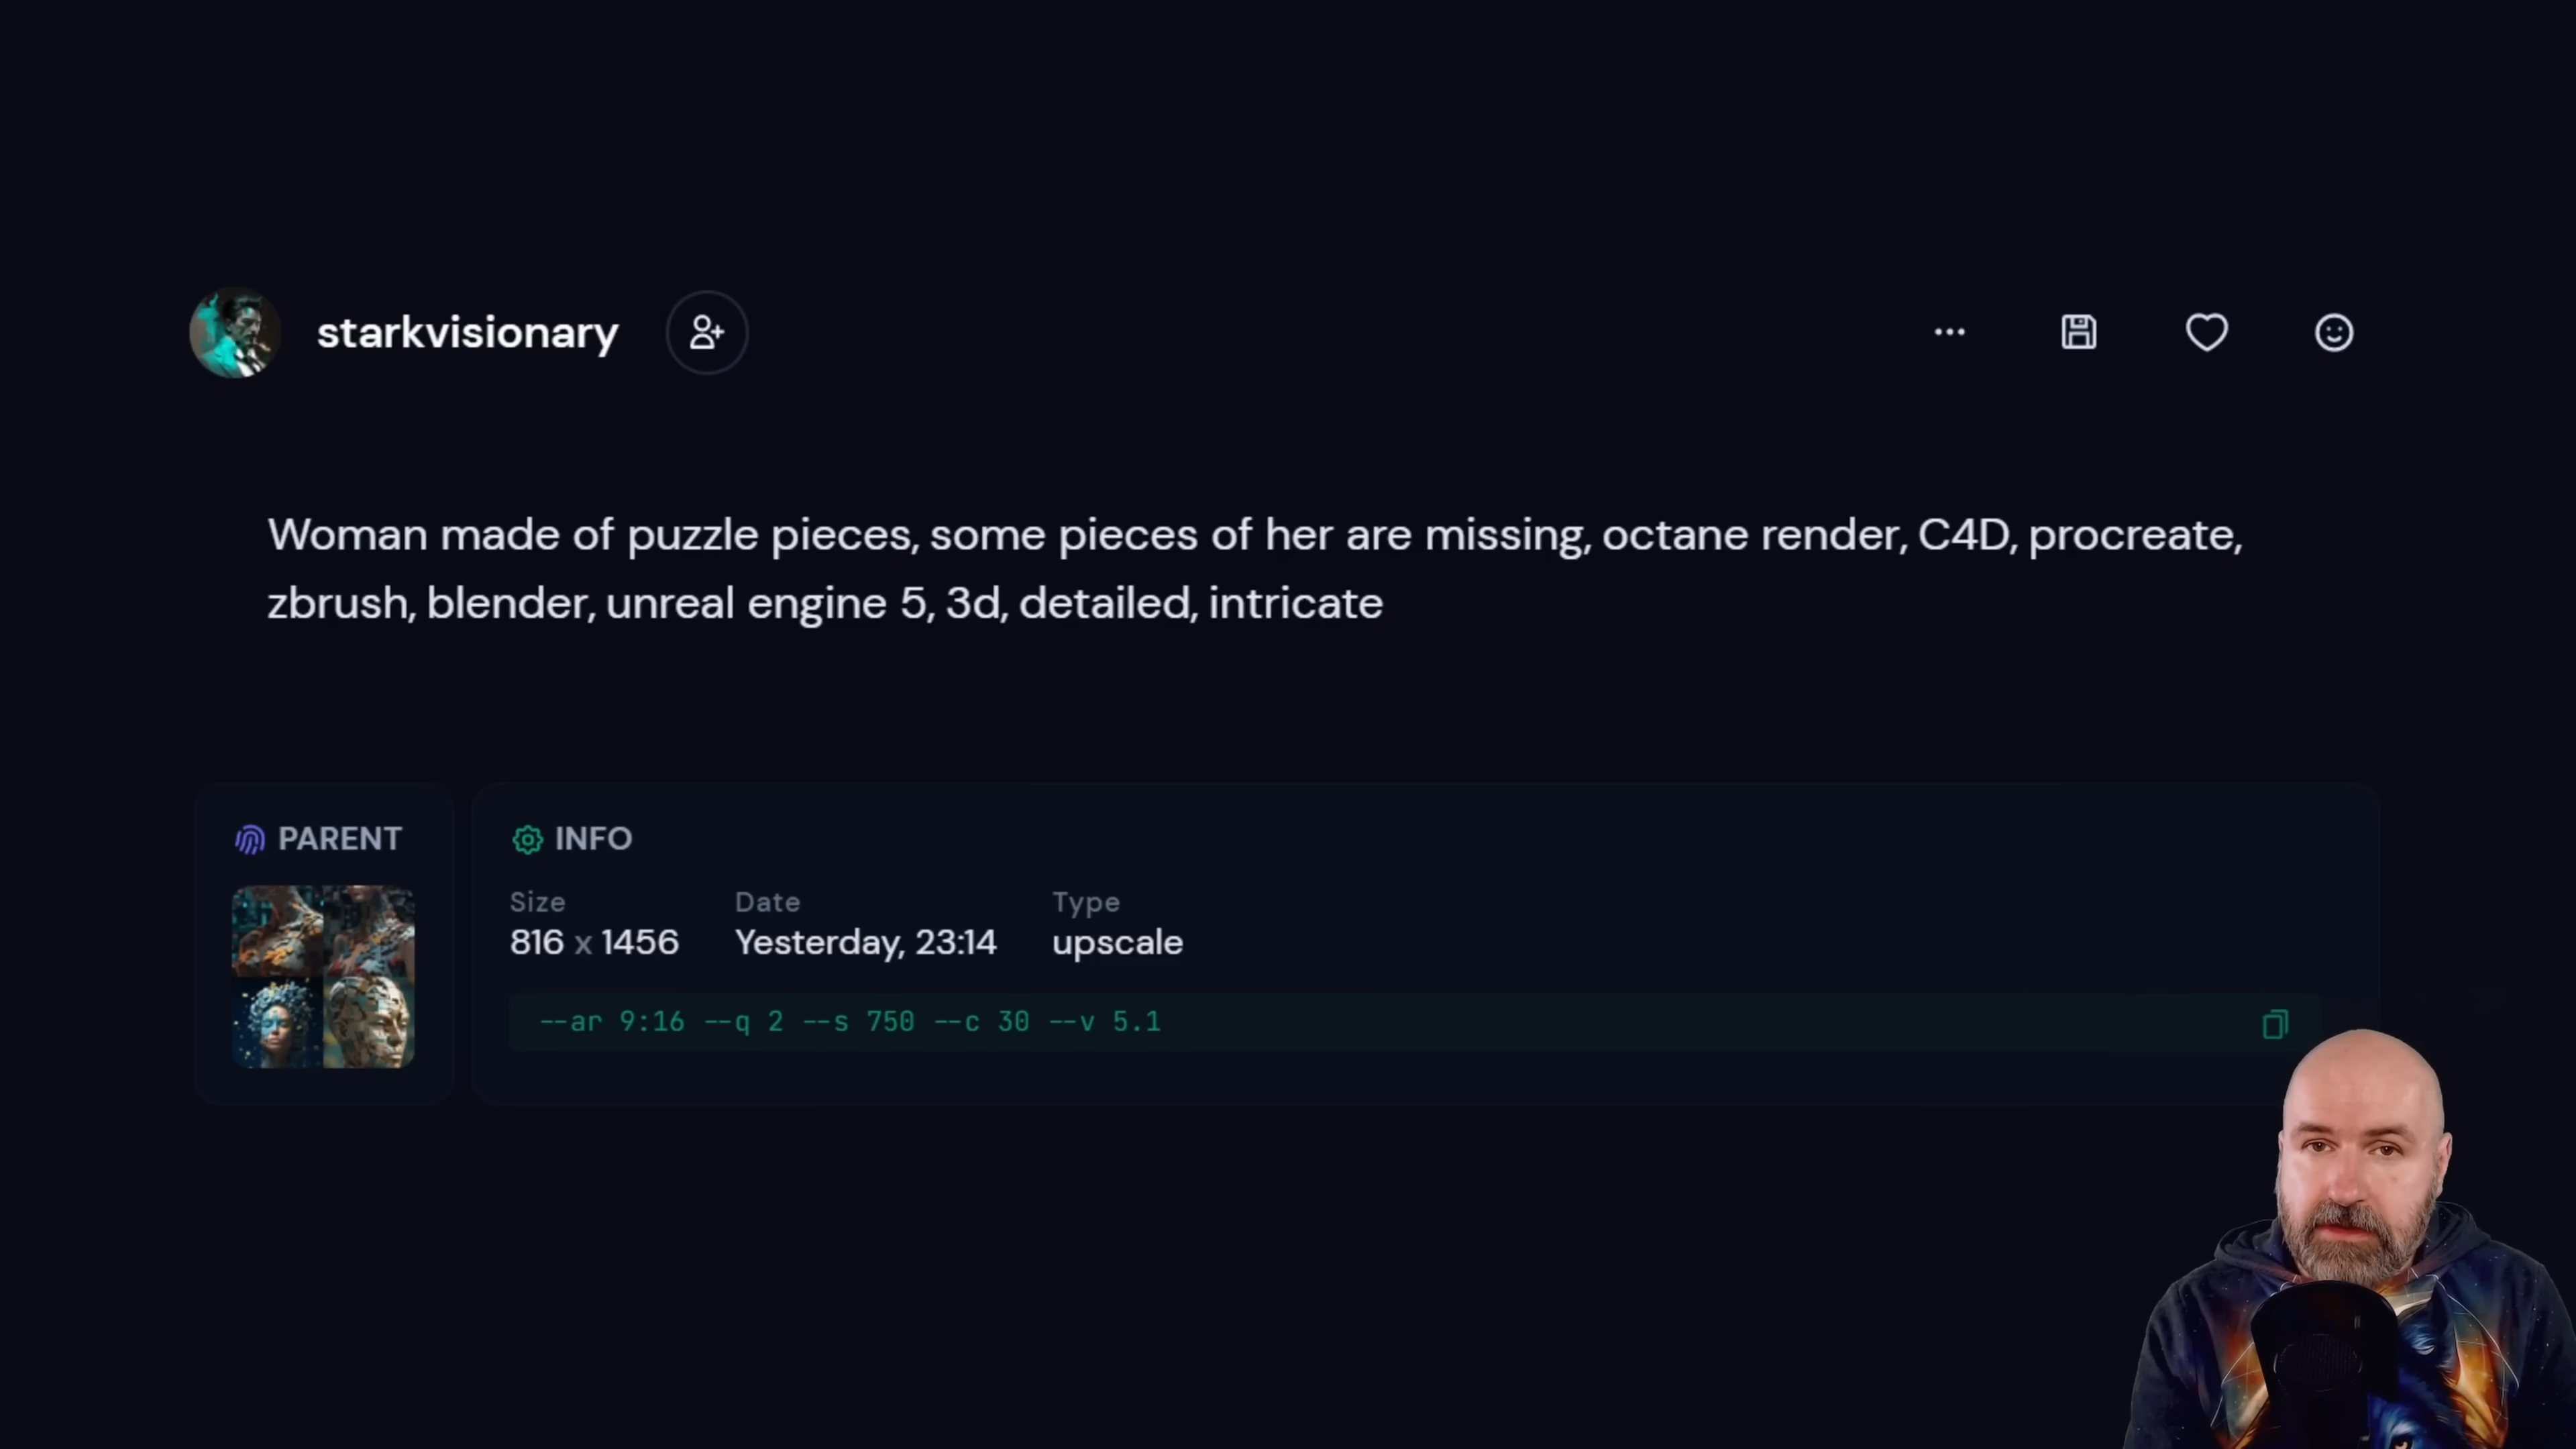 starkvisionary
Woman made of puzzle pieces, some pieces of her are missing, octane render, C4D, procreate,
zbrush, blender, unreal engine 5, 3d, detailed, intricate
PARENT
INFO
Size
Date
Type
816 x 1456
Yesterday, 23:14
upscale
--ar 9:16 --q 2 --s 750 --c 30 --v 5.1